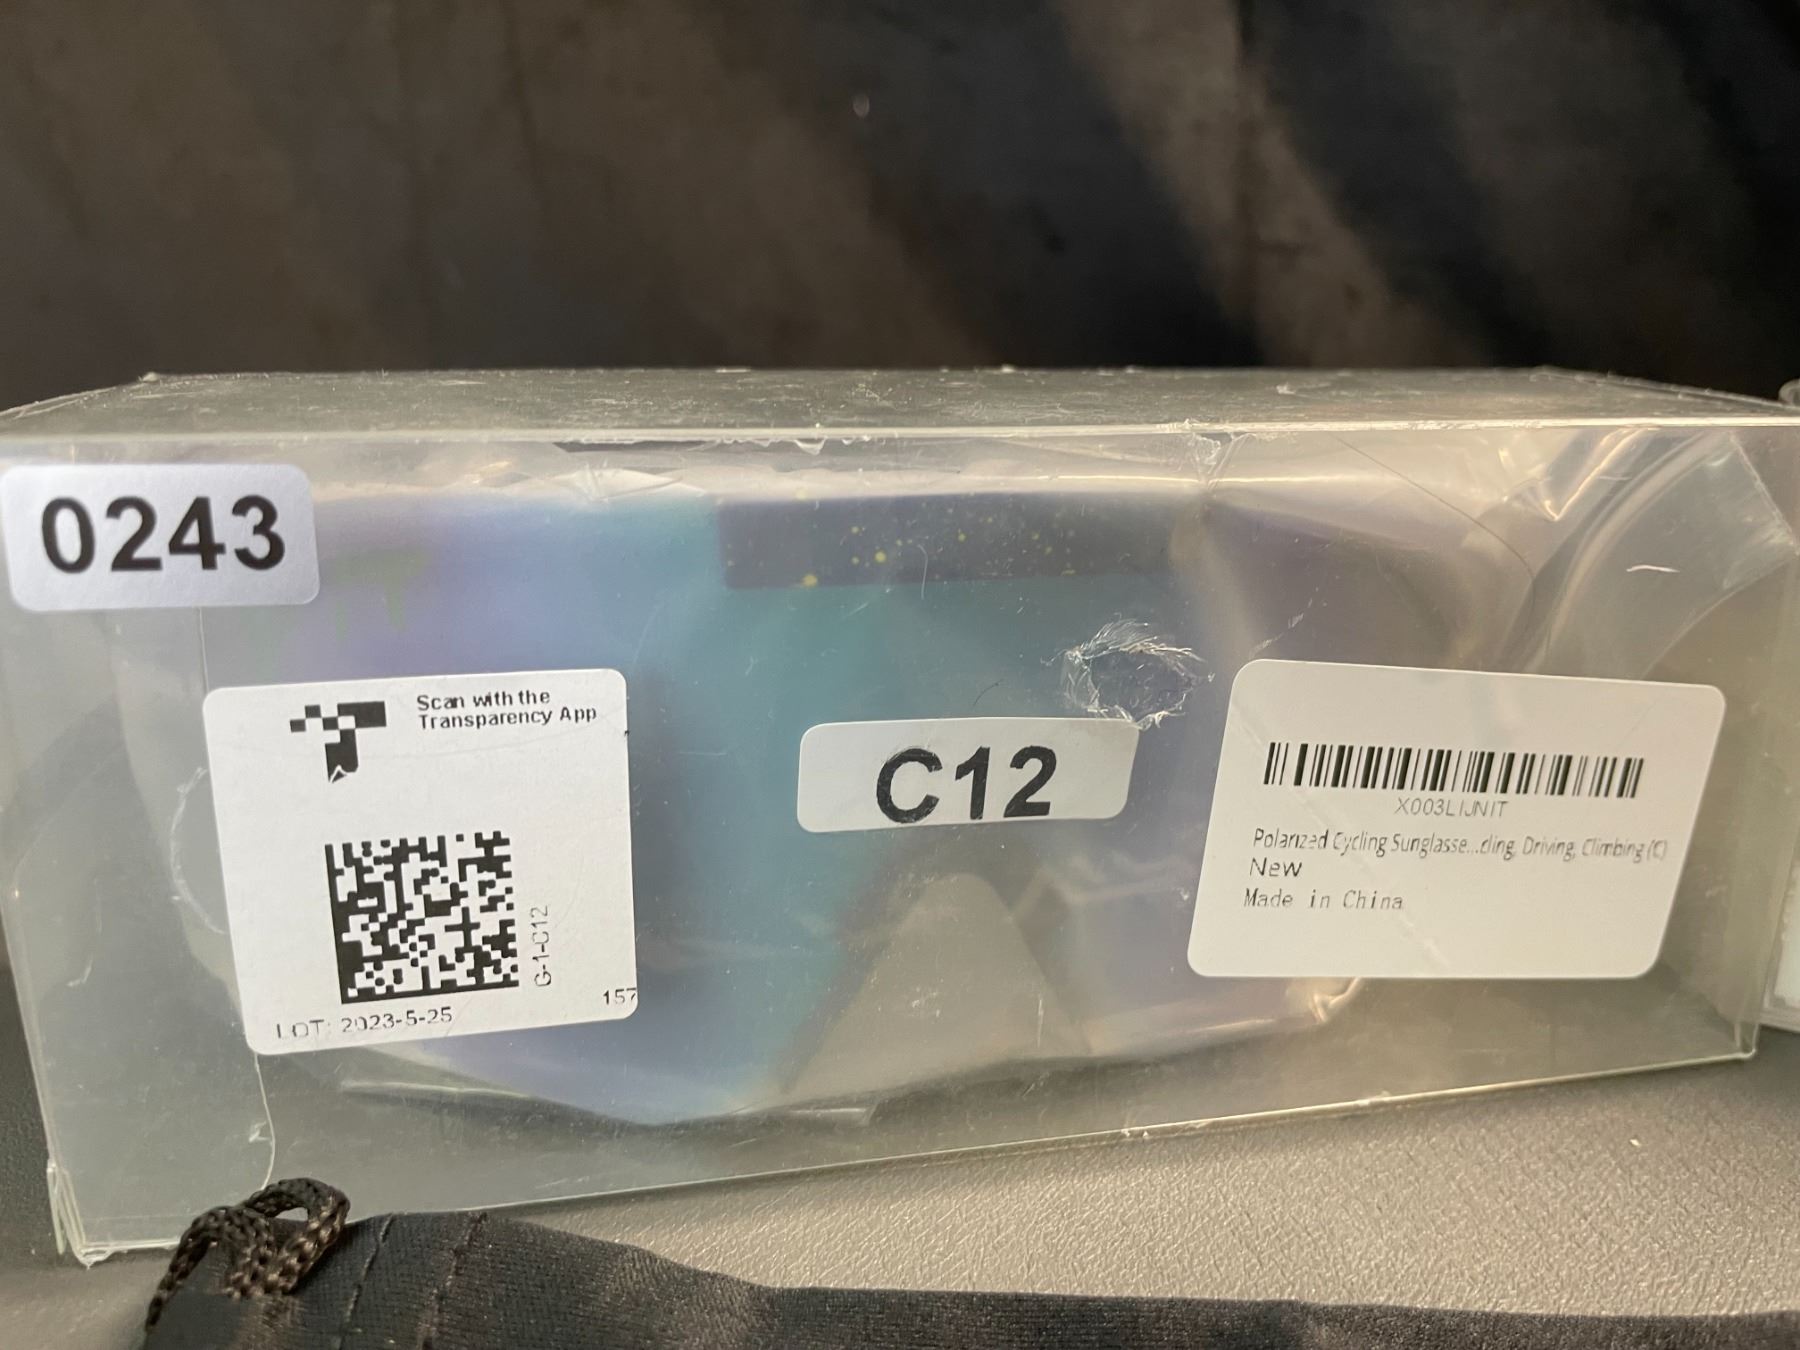 0243
Scan with the
Transparency App
G-1-C12
157
LOT: 2023-5-25
C12
X003LIJNIT
Polarized Cycling Sunglasse...cling, Driving, Climbing (C)
New
Made in China